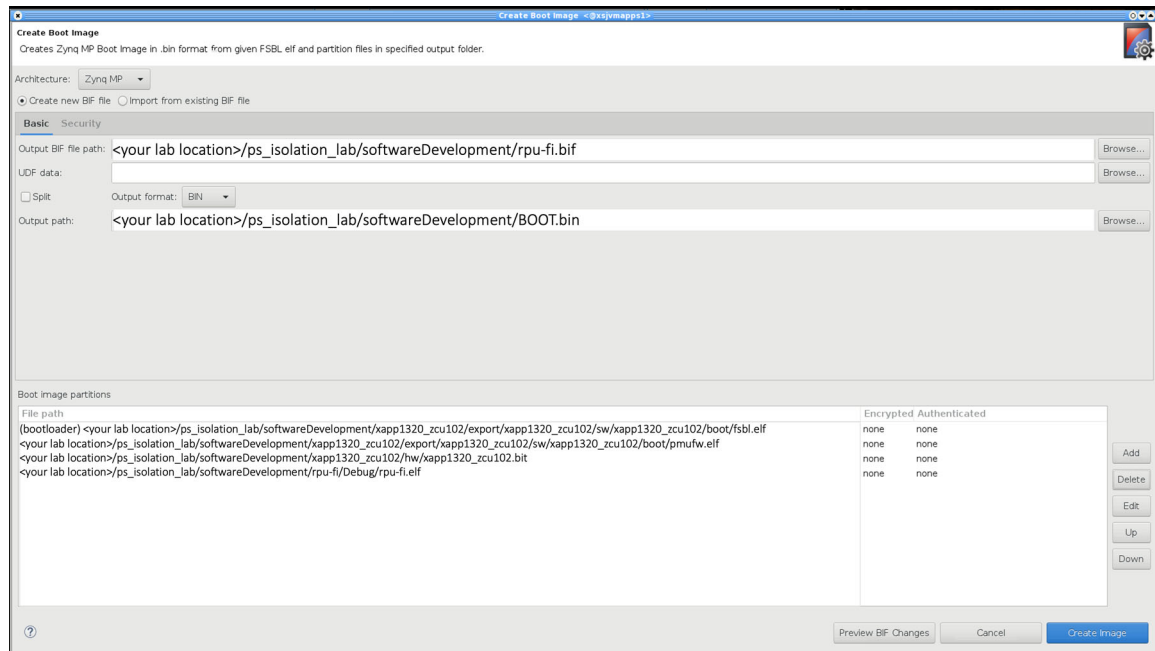 Create Boot Image <@xsjvmapps1>
Create Boot Image
Creates Zynq MP Boot Image in .bin format from given FSBL elf and partition files in specified output folder.
Architecture: Zynq MP
Create new BIF file Import from existing BIF file
Basic Security
Output BIF file path: <your lab location>/ps_isolation_lab/softwareDevelopment/rpu-fi.bif Browse...
UDF data: Browse...
Split Output format: BIN
Output path: <your lab location>/ps_isolation_lab/softwareDevelopment/BOOT.bin Browse...
Boot image partitions
File path Encrypted Authenticated
(bootloader) <your lab location>/ps_isolation_lab/softwareDevelopment/xapp1320_zcu102/export/xapp1320_zcu102/sw/xapp1320_zcu102/boot/fsbl.elf none none
<your lab location>/ps_isolation_lab/softwareDevelopment/xapp1320_zcu102/export/xapp1320_zcu102/sw/xapp1320_zcu102/boot/pmufw.elf none none
<your lab location>/ps_isolation_lab/softwareDevelopment/xapp1320_zcu102/hw/xapp1320_zcu102.bit none none
<your lab location>/ps_isolation_lab/softwareDevelopment/rpu-fi/Debug/rpu-fi.elf none none
Add
Delete
Edit
Up
Down
? Preview BIF Changes Cancel Create Image